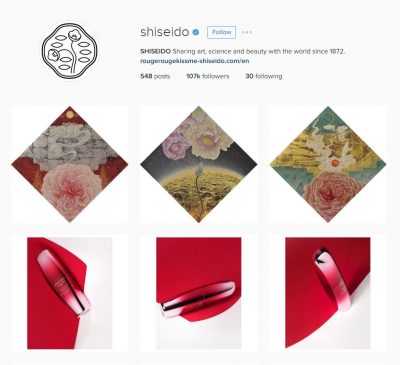 shiseido Follow
SHISEIDO Sharing art, science and beauty with the world since 1872.
rougerougekissme-shiseido.com/en
548 posts 107k followers 30 following